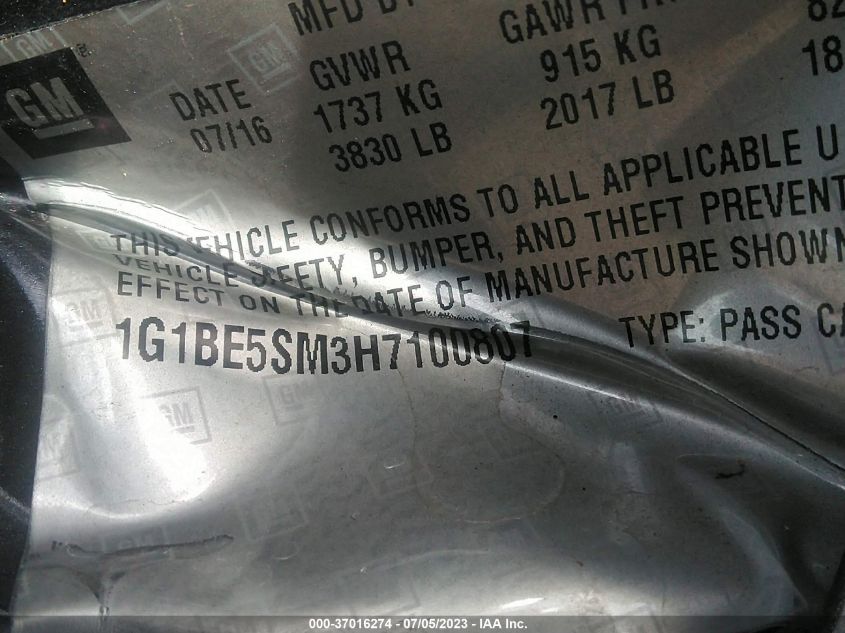 MFD BY
GM
DATE
07/16
GVWR
1737 KG
3830 LB
915 KG
2017 LB
THIS VEHICLE CONFORMS TO ALL APPLICABLE U
VEHICLE SAFETY, BUMPER, AND THEFT PREVENT
EFFECT ON THE DATE OF MANUFACTURE SHOWN
1G1BE5SM3H7100807 TYPE: PASS CA
000-37016274 - 07/05/2023 - IAA Inc.